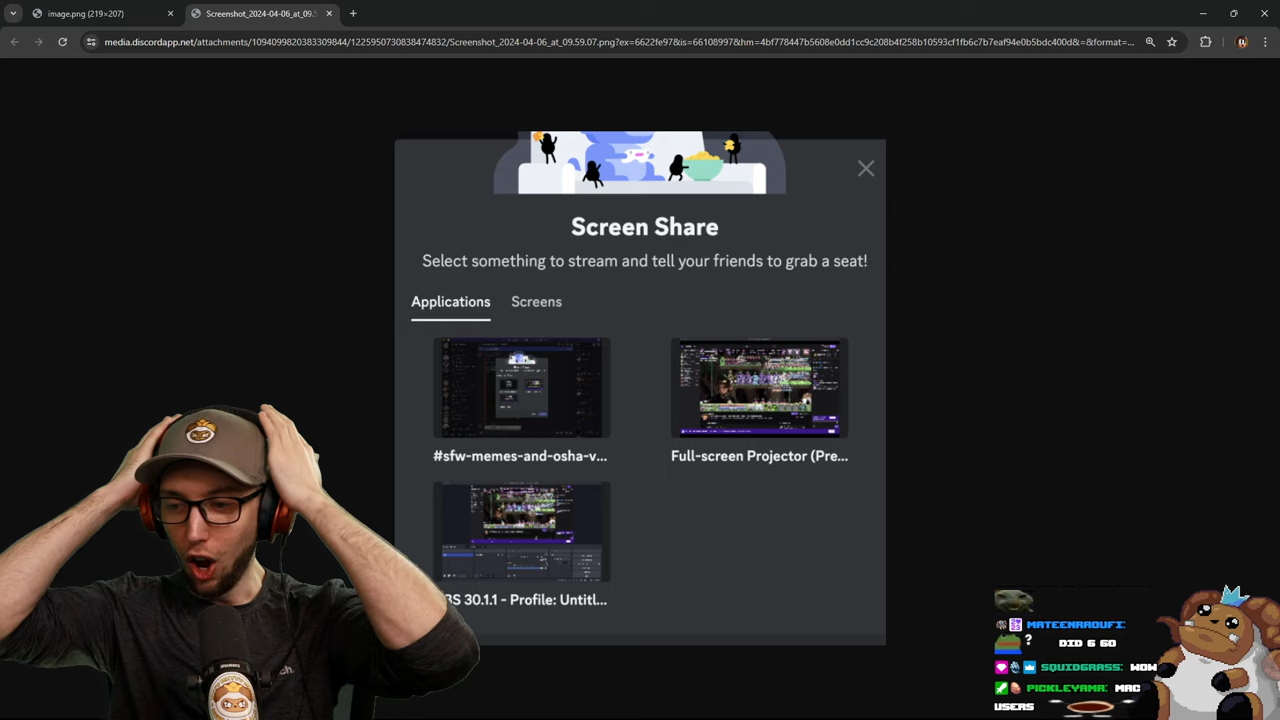 image.png (219×207)
Screenshot_2024-04-06_at_09.5
media.discordapp.net/attachments/1094099820383309844/1225950730838474832/Screenshot_2024-04-06_at_09.59.07.png?ex=6622fe97&is=66108997&hm=4bf778447b5608e0dd1cc9c208b4f258b10593cf1fb6c7b7eaf94e0b5bdc400d&=&format=...
Screen Share
Select something to stream and tell your friends to grab a seat!
Applications
Screens
#sfw-memes-and-osha-v...
Full-screen Projector (Pre...
BS 30.1.1 - Profile: Untitl...
MATEENAOUFI:
? DID G GO
SQUIDGRASS: WOW
PICKLEYAMA: MAC
USERS